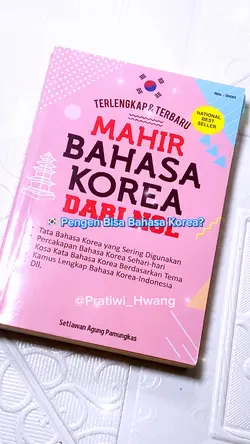 TERLENGKAP & TERBARU
NATIONAL
BEST
SELLER
MAHIR
BAHASA
KOREA
DARI NOL
🇰🇷 Pengen Bisa Bahasa Korea?
Tata Bahasa Korea yang Sering Digunakan
Percakapan Bahasa Korea Sehari-hari
Kosa Kata Bahasa Korea Berdasarkan Tema
Kamus Lengkap Bahasa Korea-Indonesia
Dll.
@Pratiwi_Hwang
Setiawan Agung Pamungkas